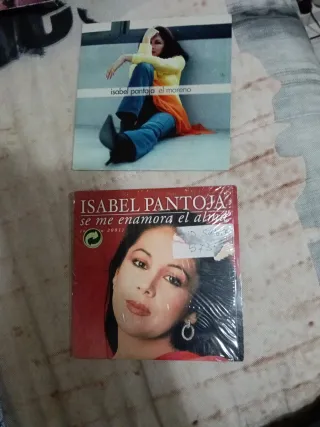 isabel pantoja el moreno
ISABEL PANTOJA
se me enamora el alma